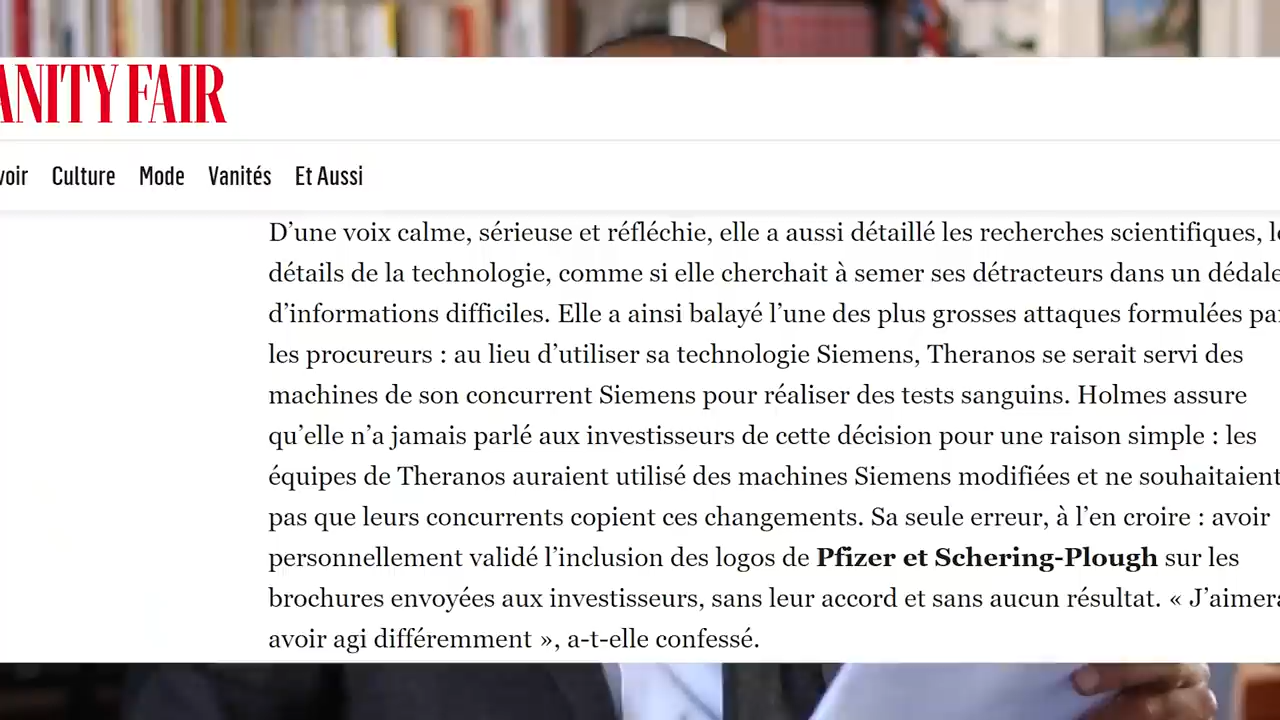 ANITY FAIR
voir Culture Mode Vanités Et Aussi
D’une voix calme, sérieuse et réfléchie, elle a aussi détaillé les recherches scientifiques,
détails de la technologie, comme si elle cherchait à semer ses détracteurs dans un dédale
d’informations difficiles. Elle a ainsi balayé l’une des plus grosses attaques formulées
les procureurs : au lieu d’utiliser sa technologie Siemens, Theranos se serait servi des
machines de son concurrent Siemens pour réaliser des tests sanguins. Holmes assure
qu’elle n’a jamais parlé aux investisseurs de cette décision pour une raison simple : les
équipes de Theranos auraient utilisé des machines Siemens modifiées et ne souhaitaient
pas que leurs concurrents copient ces changements. Sa seule erreur, à l’en croire : avoir
personnellement validé l’inclusion des logos de Pfizer et Schering-Plough sur les
brochures envoyées aux investisseurs, sans leur accord et sans aucun résultat. «
avoir agi différemment », a-t-elle confessé.